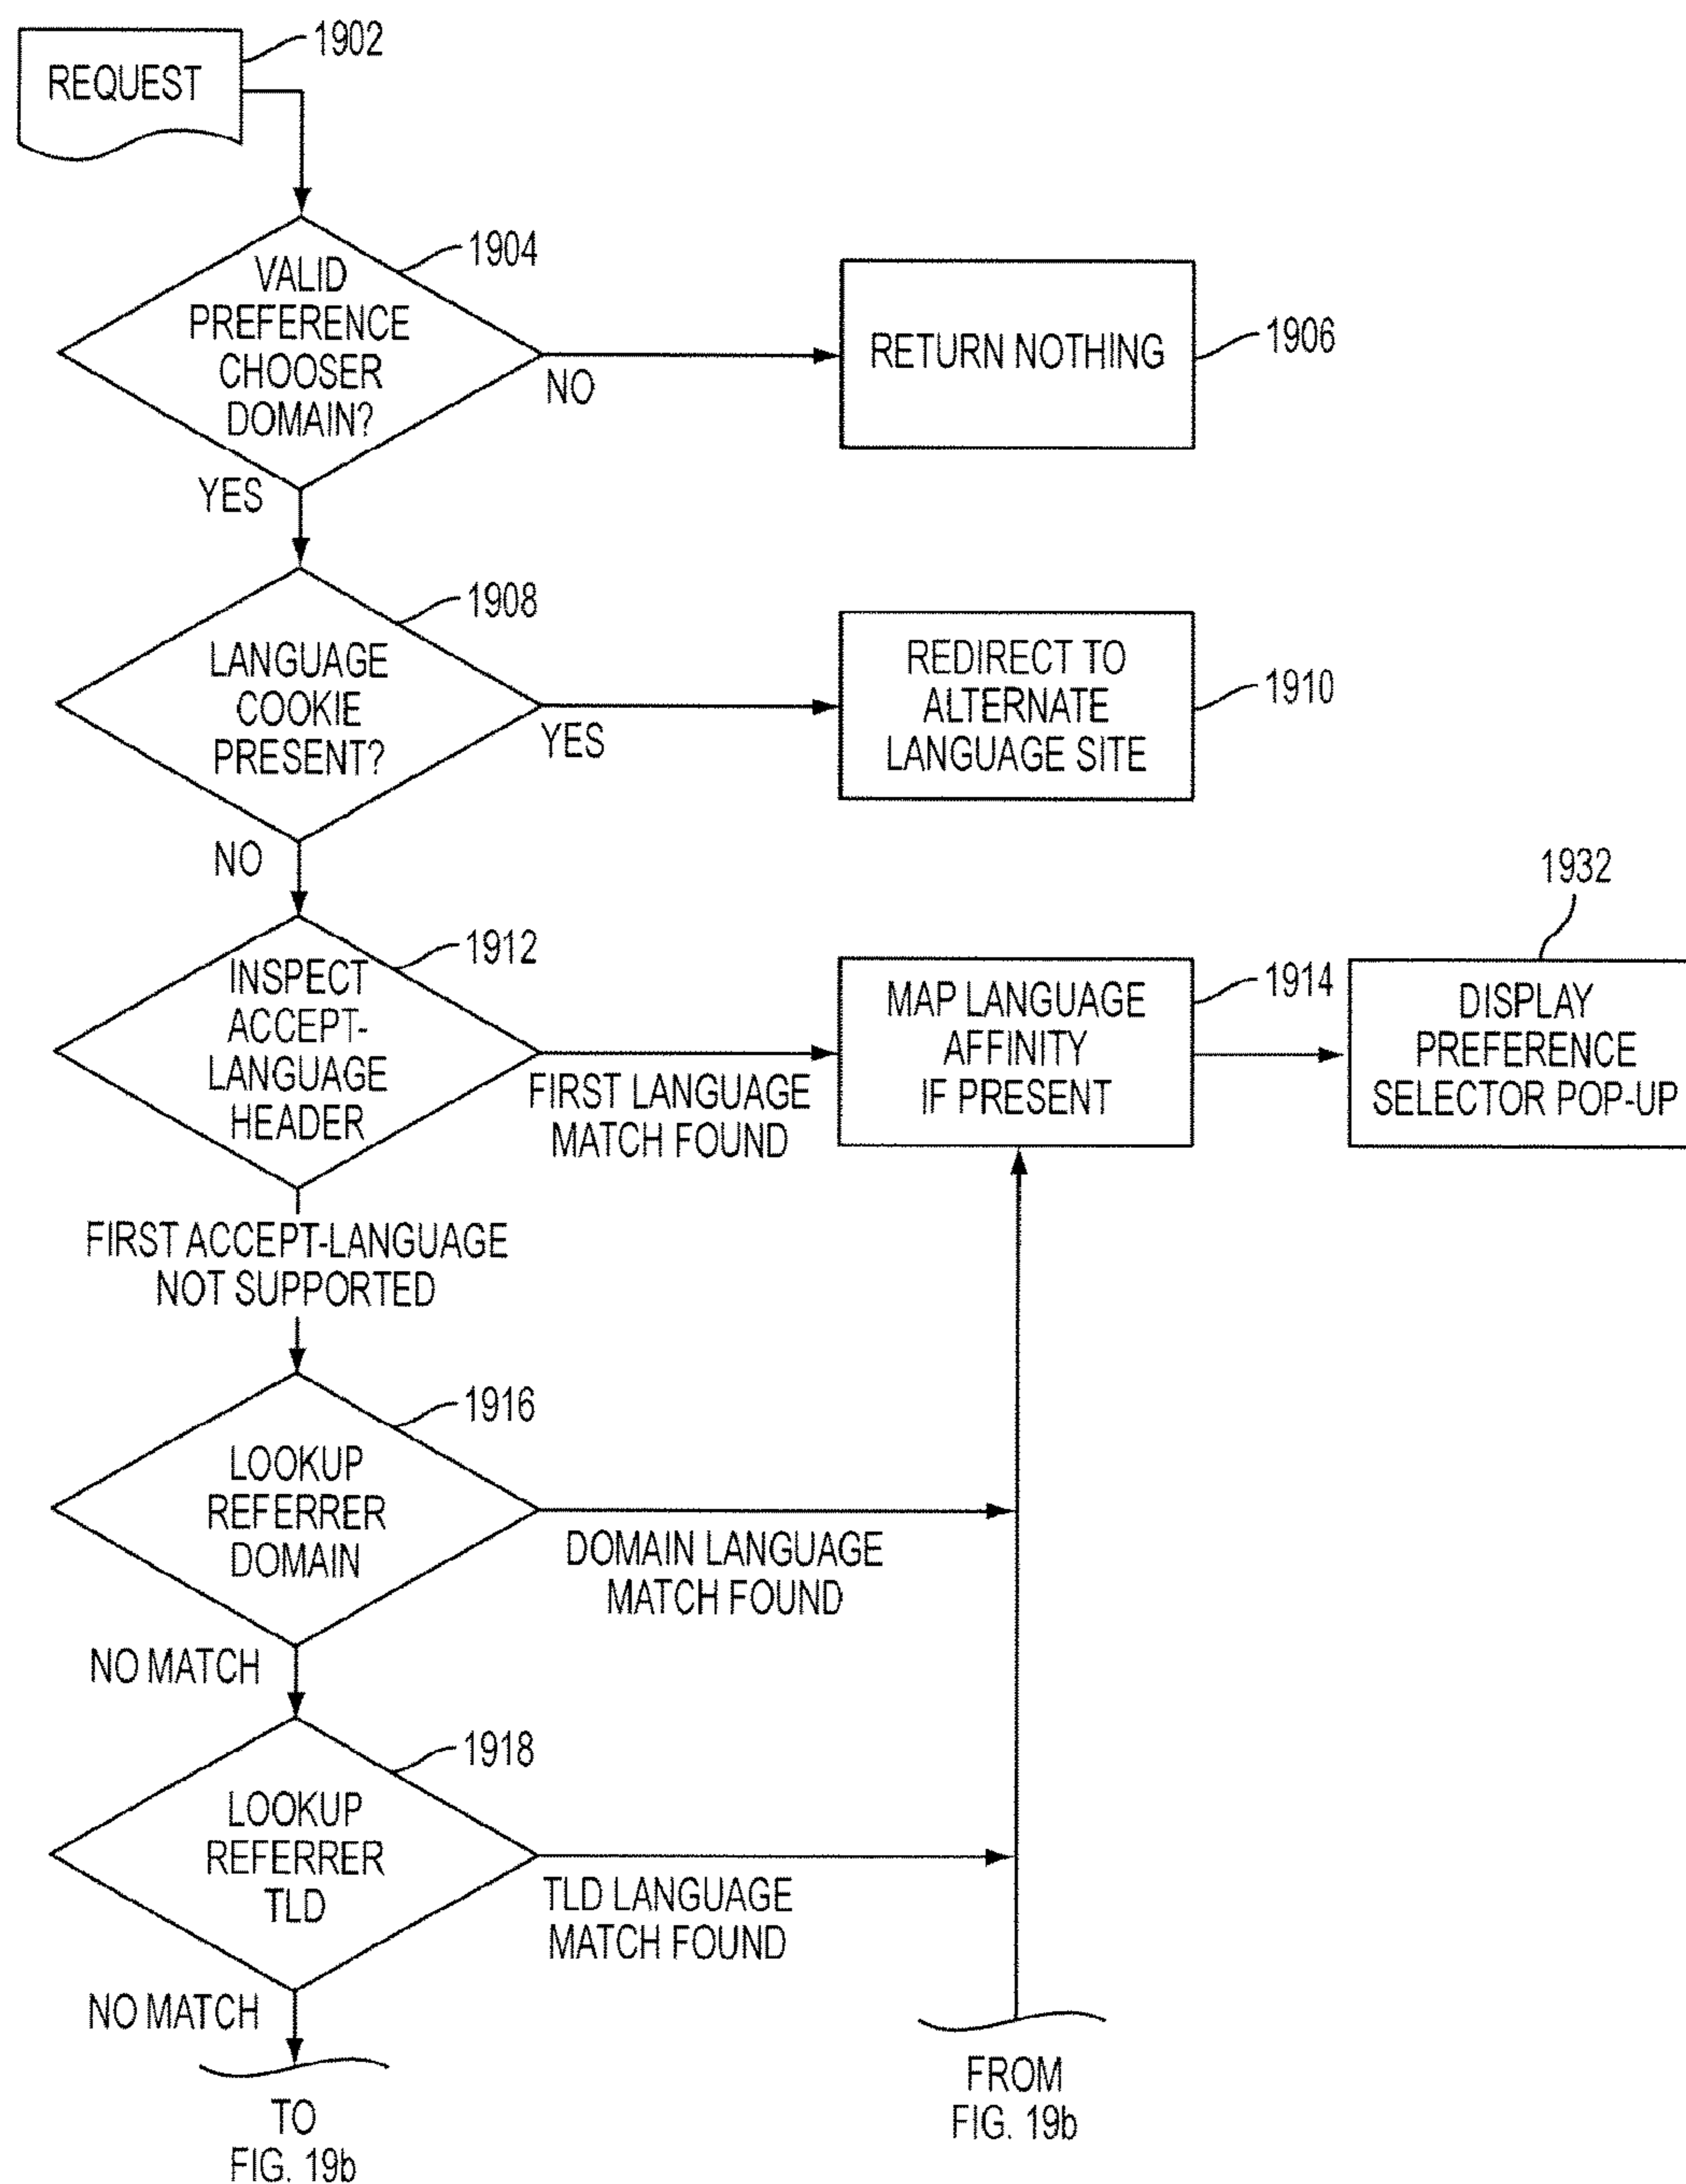 1902
REQUEST
1904
VALID
PREFERENCE
CHOOSER
DOMAIN?
NO
RETURN NOTHING
1906
YES
1908
LANGUAGE
COOKIE
PRESENT?
YES
REDIRECT TO
ALTERNATE
LANGUAGE SITE
1910
NO
1912
INSPECT
ACCEPT-
LANGUAGE
HEADER
FIRST LANGUAGE
MATCH FOUND
MAP LANGUAGE
AFFINITY
IF PRESENT
1914
1932
DISPLAY
PREFERENCE
SELECTOR POP-UP
FIRST ACCEPT-LANGUAGE
NOT SUPPORTED
1916
LOOKUP
REFERRER
DOMAIN
DOMAIN LANGUAGE
MATCH FOUND
NO MATCH
1918
LOOKUP
REFERRER
TLD
TLD LANGUAGE
MATCH FOUND
NO MATCH
TO
FIG. 19b
FROM
FIG. 19b